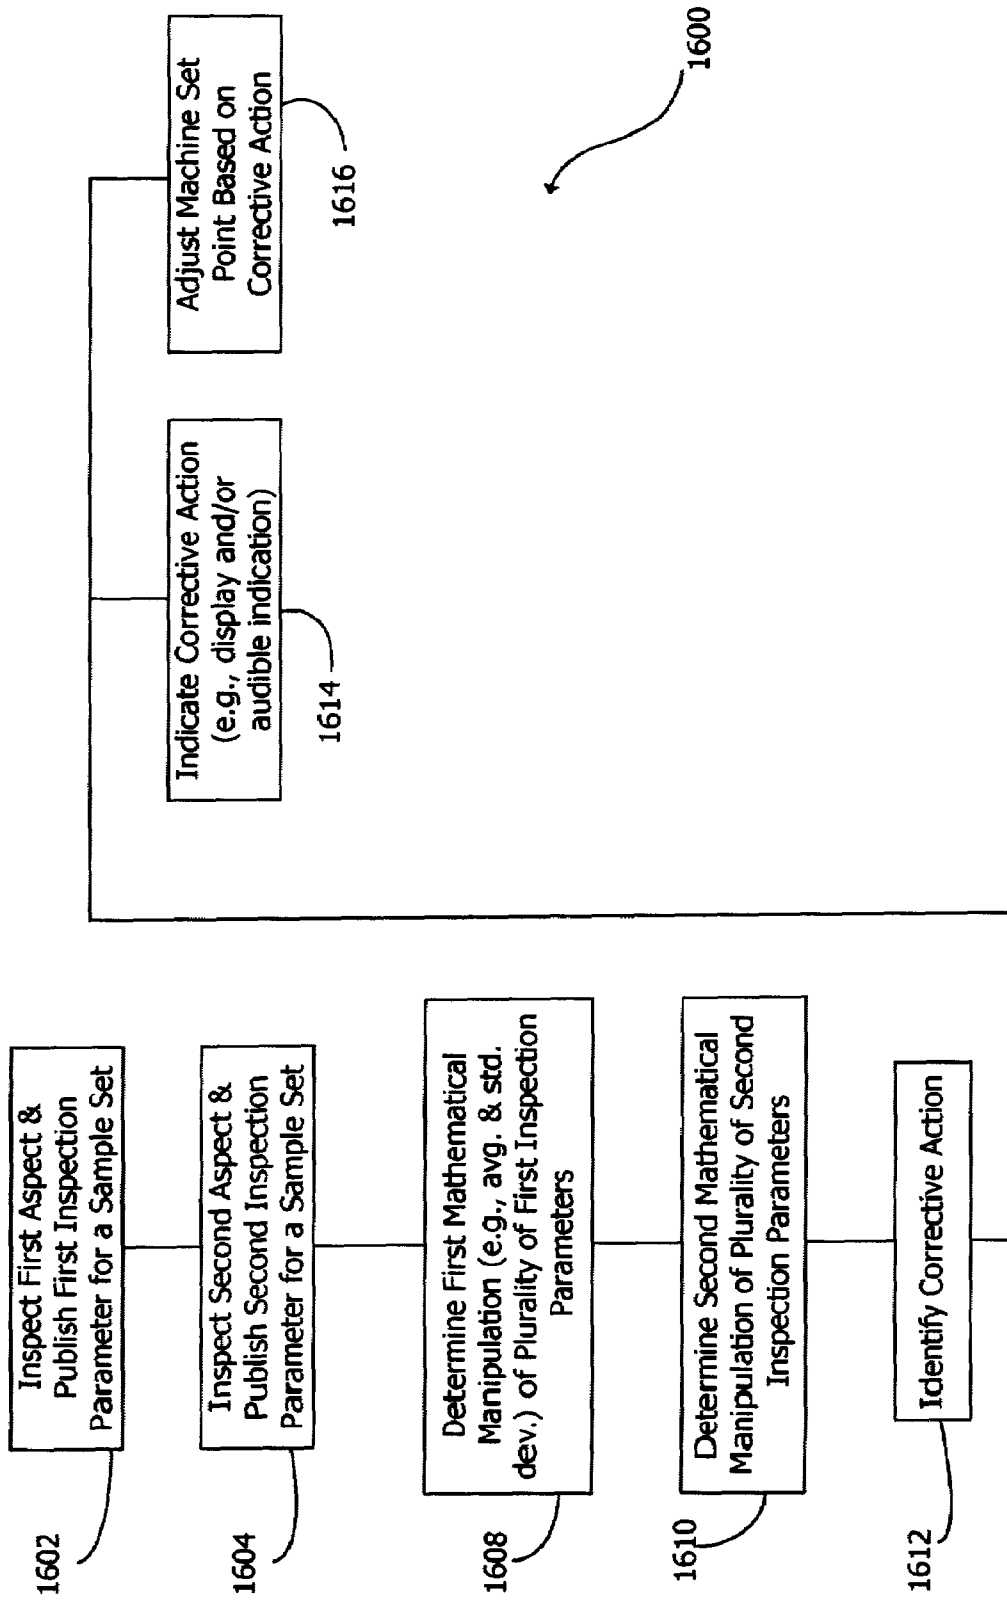 1602
Inspect First Aspect &
Publish First Inspection
Parameter for a Sample Set
1604
Inspect Second Aspect &
Publish Second Inspection
Parameter for a Sample Set
1608
Determine First Mathematical
Manipulation (e.g., avg. & std.
dev.) of Plurality of First Inspection
Parameters
1610
Determine Second Mathematical
Manipulation of Plurality of Second
Inspection Parameters
1612
Identify Corrective Action
Indicate Corrective Action
(e.g., display and/or
audible indication)
1614
Adjust Machine Set
Point Based on
Corrective Action
1616
1600